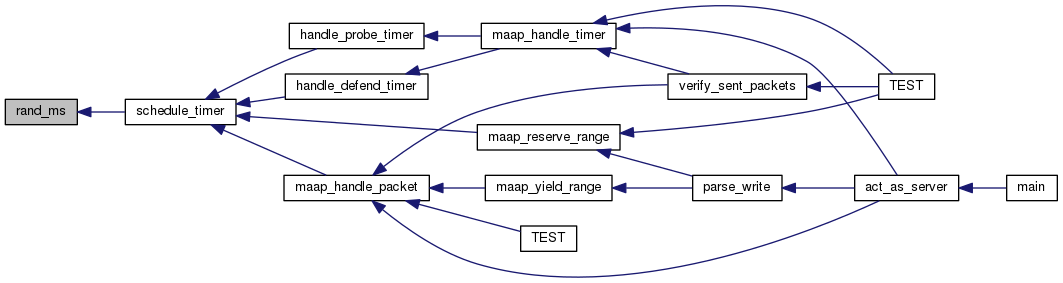 rand_ms
schedule_timer
handle_probe_timer
handle_defend_timer
maap_handle_packet
maap_handle_timer
maap_reserve_range
maap_yield_range
TEST
verify_sent_packets
parse_write
TEST
act_as_server
main